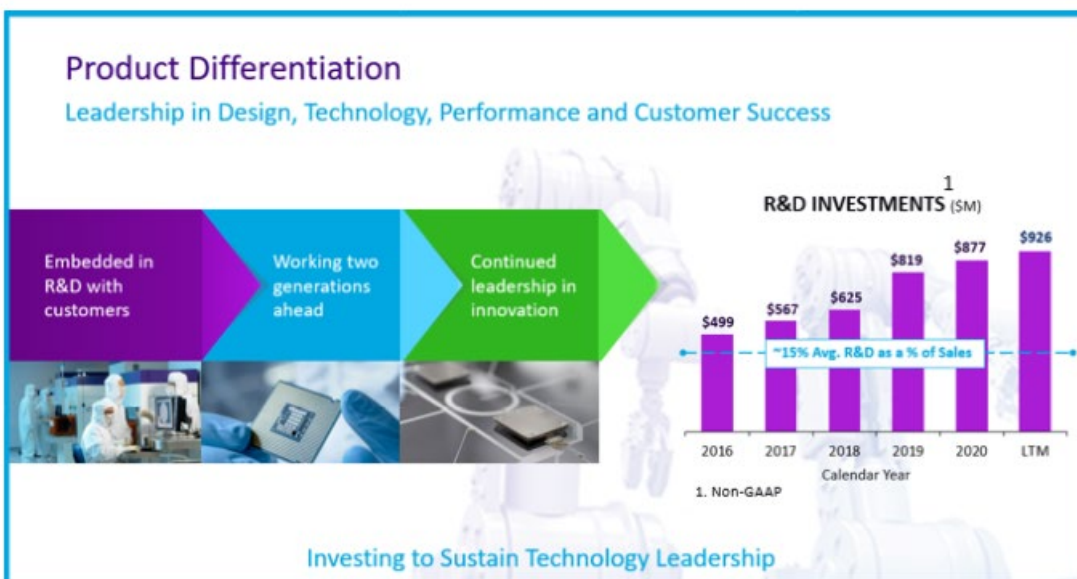 Product Differentiation
Leadership in Design, Technology, Performance and Customer Success
Embedded in
R&D with
customers
Working two
generations
ahead
Continued
leadership in
innovation
R&D INVESTMENTS 1 ($M)
$499
$567
$625
$819
$877
$926
~15% Avg. R&D as a % of Sales
2016 2017 2018 2019 2020 LTM
Calendar Year
1. Non-GAAP
Investing to Sustain Technology Leadership